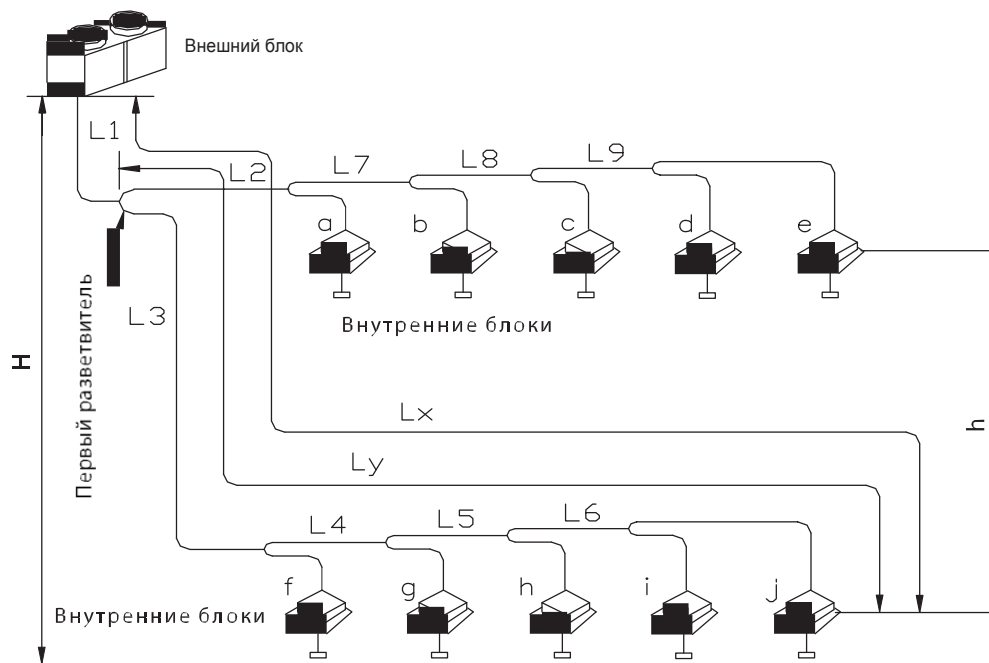 Внешний блок
L1
L2
L7
L8
L9
a
b
c
d
e
Внутренние блоки
L3
Первый разветвитель
H
h
Lx
Ly
L4
L5
L6
f
g
h
i
j
Внутренние блоки